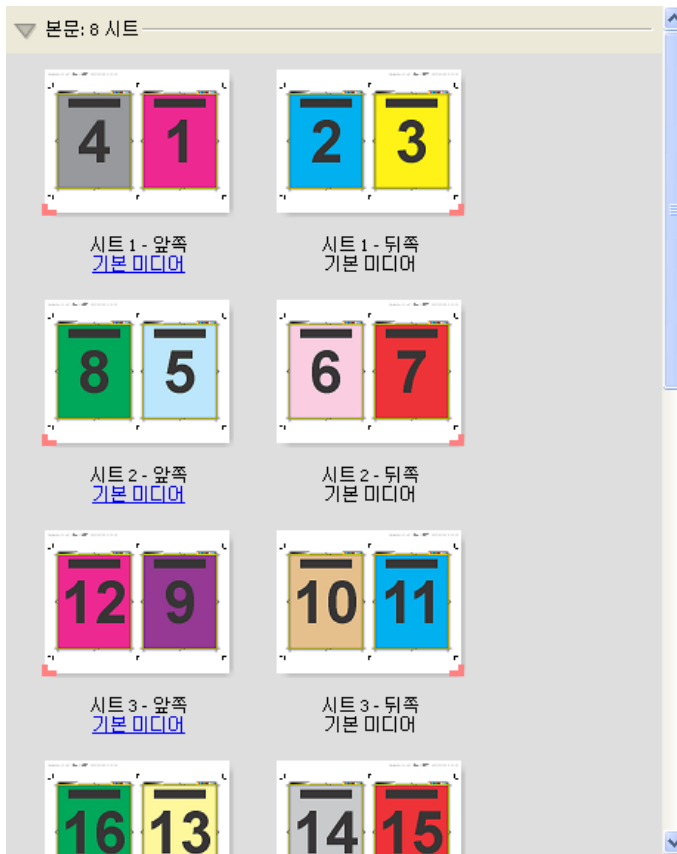 본문: 8 시트
4 1
2 3
시트 1 - 앞쪽
기본 미디어
시트 1 - 뒤쪽
기본 미디어
8 5
6 7
시트 2 - 앞쪽
기본 미디어
시트 2 - 뒤쪽
기본 미디어
12 9
10 11
시트 3 - 앞쪽
기본 미디어
시트 3 - 뒤쪽
기본 미디어
16 13
14 15